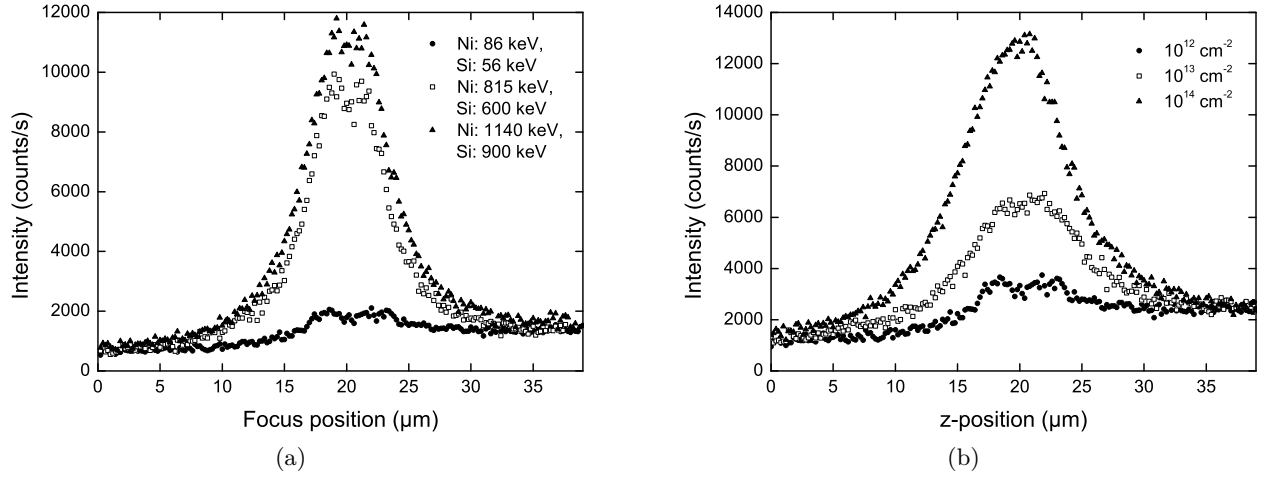 12000
10000
8000
6000
4000
2000
0
Intensity (counts/s)
Ni: 86 keV,
Si: 56 keV
Ni: 815 keV,
Si: 600 keV
Ni: 1140 keV,
Si: 900 keV
0 5 10 15 20 25 30 35
Focus position (µm)
(a)
14000
12000
10000
8000
6000
4000
2000
0
Intensity (counts/s)
10¹² cm⁻²
10¹³ cm⁻²
10¹⁴ cm⁻²
0 5 10 15 20 25 30 35
z-position (µm)
(b)